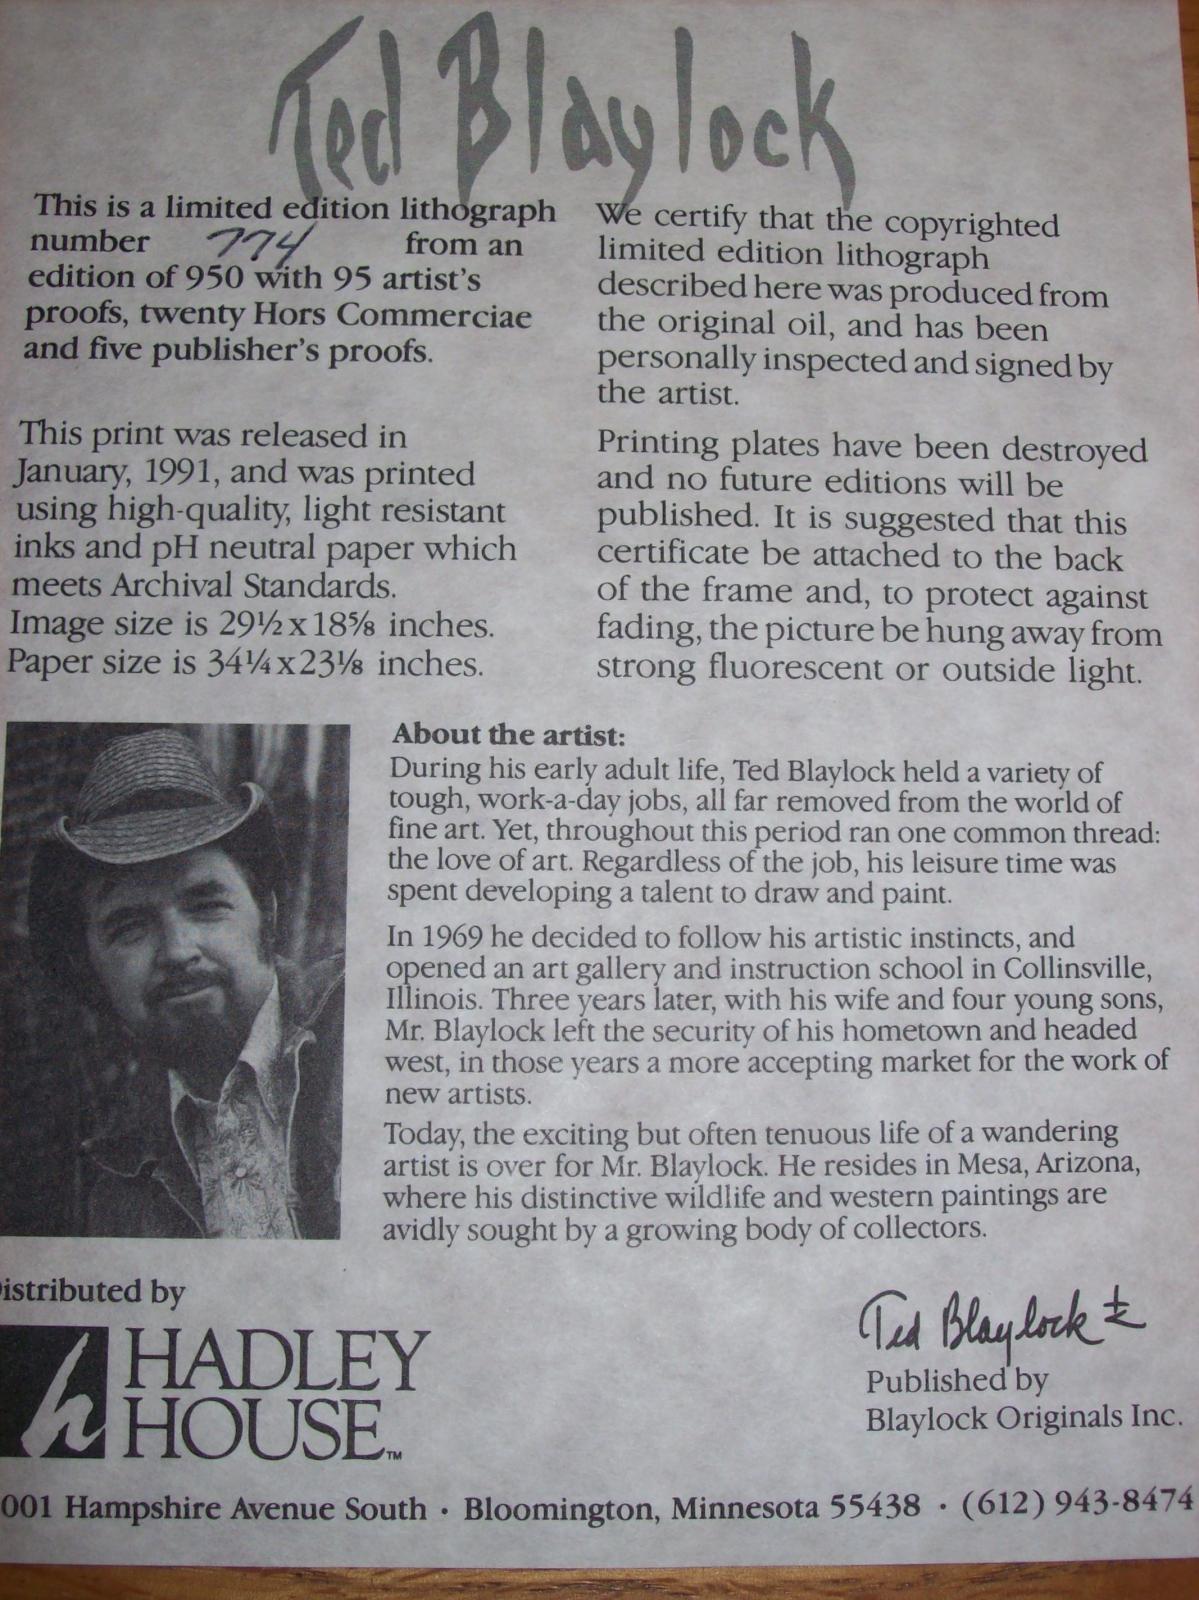 Ted Blaylock
This is a limited edition lithograph
number 774 from an
edition of 950 with 95 artist's
proofs, twenty Hors Commerciae
and five publisher's proofs.
This print was released in
January, 1991, and was printed
using high-quality, light resistant
inks and pH neutral paper which
meets Archival Standards.
Image size is 29½ x 18⅝ inches.
Paper size is 34¼ x 23⅛ inches.
We certify that the copyrighted
limited edition lithograph
described here was produced from
the original oil, and has been
personally inspected and signed by
the artist.
Printing plates have been destroyed
and no future editions will be
published. It is suggested that this
certificate be attached to the back
of the frame and, to protect against
fading, the picture be hung away from
strong fluorescent or outside light.
About the artist:
During his early adult life, Ted Blaylock held a variety of
tough, work-a-day jobs, all far removed from the world of
fine art. Yet, throughout this period ran one common thread:
the love of art. Regardless of the job, his leisure time was
spent developing a talent to draw and paint.
In 1969 he decided to follow his artistic instincts, and
opened an art gallery and instruction school in Collinsville,
Illinois. Three years later, with his wife and four young sons,
Mr. Blaylock left the security of his hometown and headed
west, in those years a more accepting market for the work of
new artists.
Today, the exciting but often tenuous life of a wandering
artist is over for Mr. Blaylock. He resides in Mesa, Arizona,
where his distinctive wildlife and western paintings are
avidly sought by a growing body of collectors.
istributed by
h HADLEY
HOUSE™
Ted Blaylock
Published by
Blaylock Originals Inc.
001 Hampshire Avenue South · Bloomington, Minnesota 55438 · (612) 943-8474